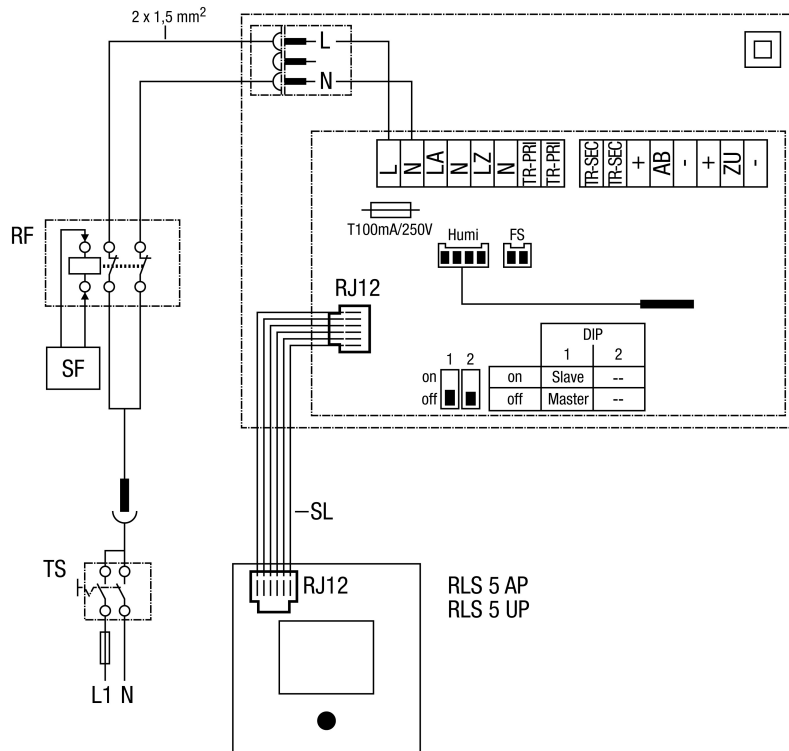 2 x 1,5 mm²
L
N
L N LA N LZ N TR-PRI TR-PRI TR-SEC TR-SEC + AB - + ZU -
T100mA/250V
Humi FS
RF
SF
RJ12
DIP
1 2
1 2
on
off
on Slave --
off Master --
SL
TS
RJ12
RLS 5 AP
RLS 5 UP
L1 N